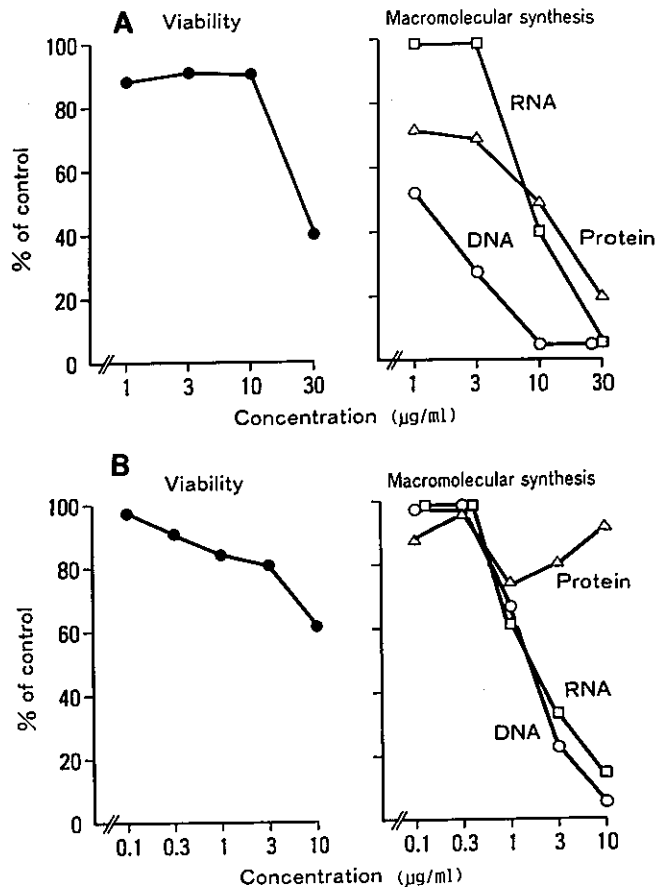 A
Viability
Macromolecular synthesis
% of control
100
80
60
40
20
0
1 3 10 30
RNA
DNA
Protein
1 3 10 30
Concentration (μg/ml)
B
Viability
Macromolecular synthesis
% of control
100
80
60
40
20
0
0.1 0.3 1 3 10
Protein
RNA
DNA
0.1 0.3 1 3 10
Concentration (μg/ml)